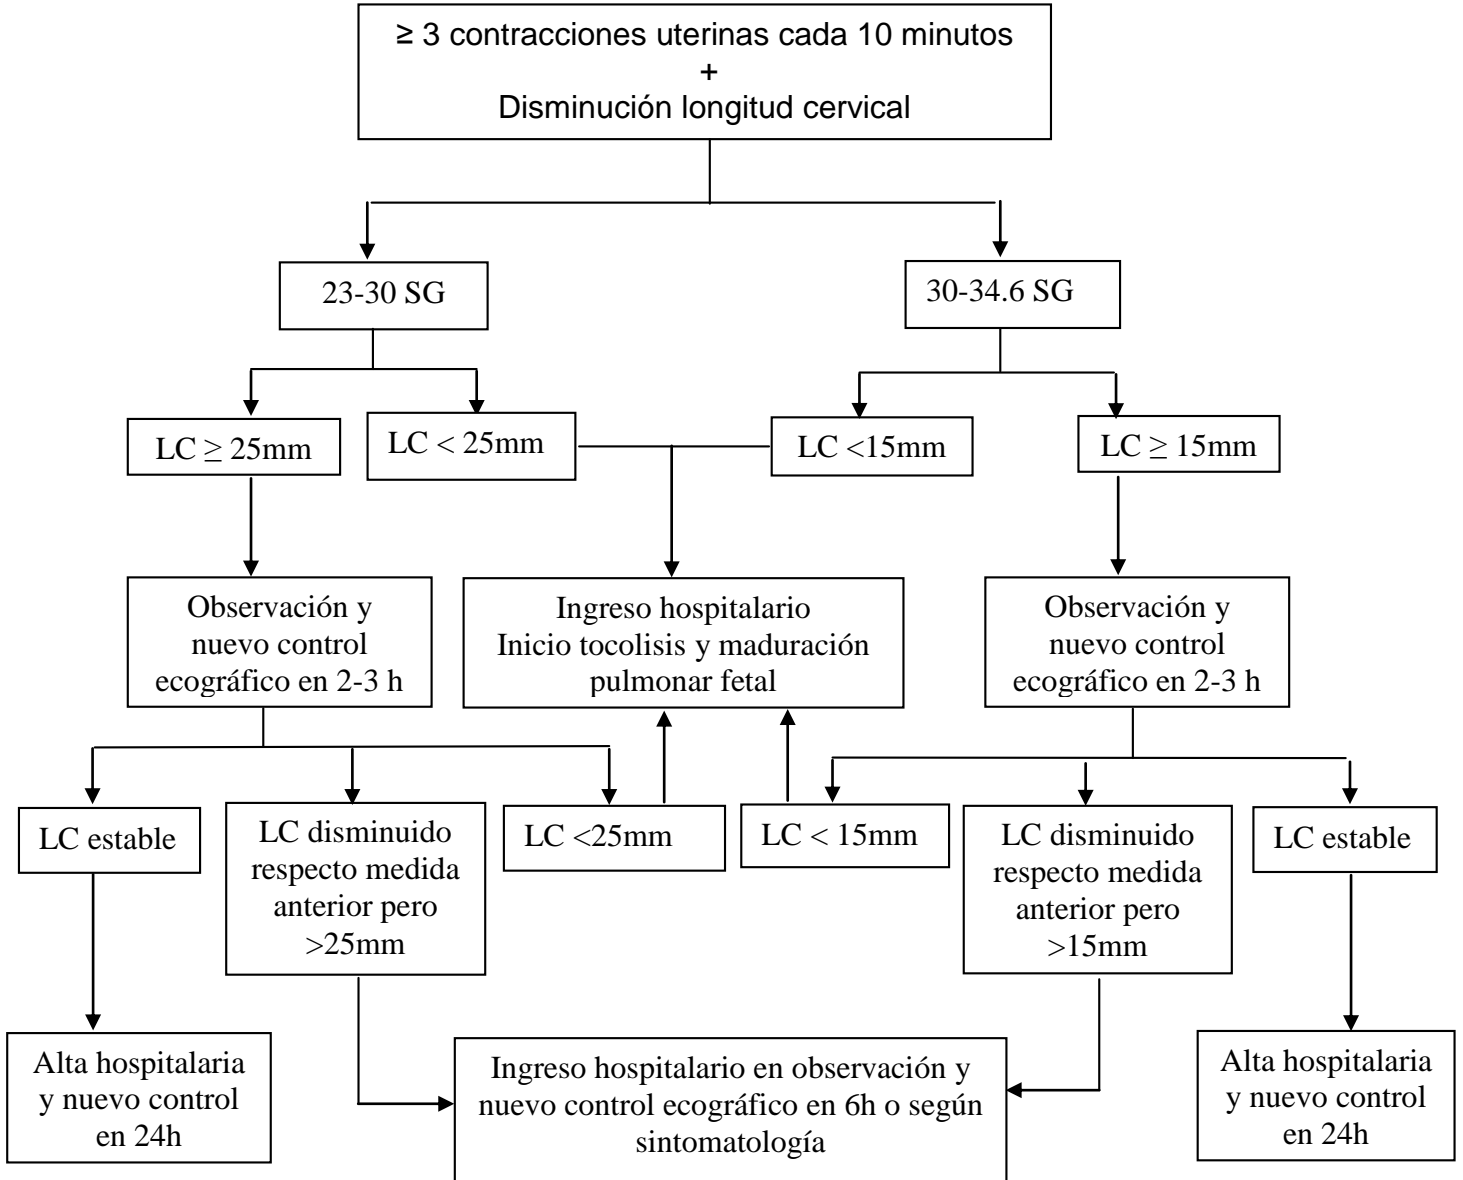 ≥ 3 contracciones uterinas cada 10 minutos
+
Disminución longitud cervical
23-30 SG
30-34.6 SG
LC ≥ 25mm
LC < 25mm
LC <15mm
LC ≥ 15mm
Observación y
nuevo control
ecográfico en 2-3 h
Ingreso hospitalario
Inicio tocolisis y maduración
pulmonar fetal
Observación y
nuevo control
ecográfico en 2-3 h
LC estable
LC disminuido
respecto medida
anterior pero
>25mm
LC <25mm
LC < 15mm
LC disminuido
respecto medida
anterior pero
>15mm
LC estable
Alta hospitalaria
y nuevo control
en 24h
Ingreso hospitalario en observación y
nuevo control ecográfico en 6h o según
sintomatología
Alta hospitalaria
y nuevo control
en 24h